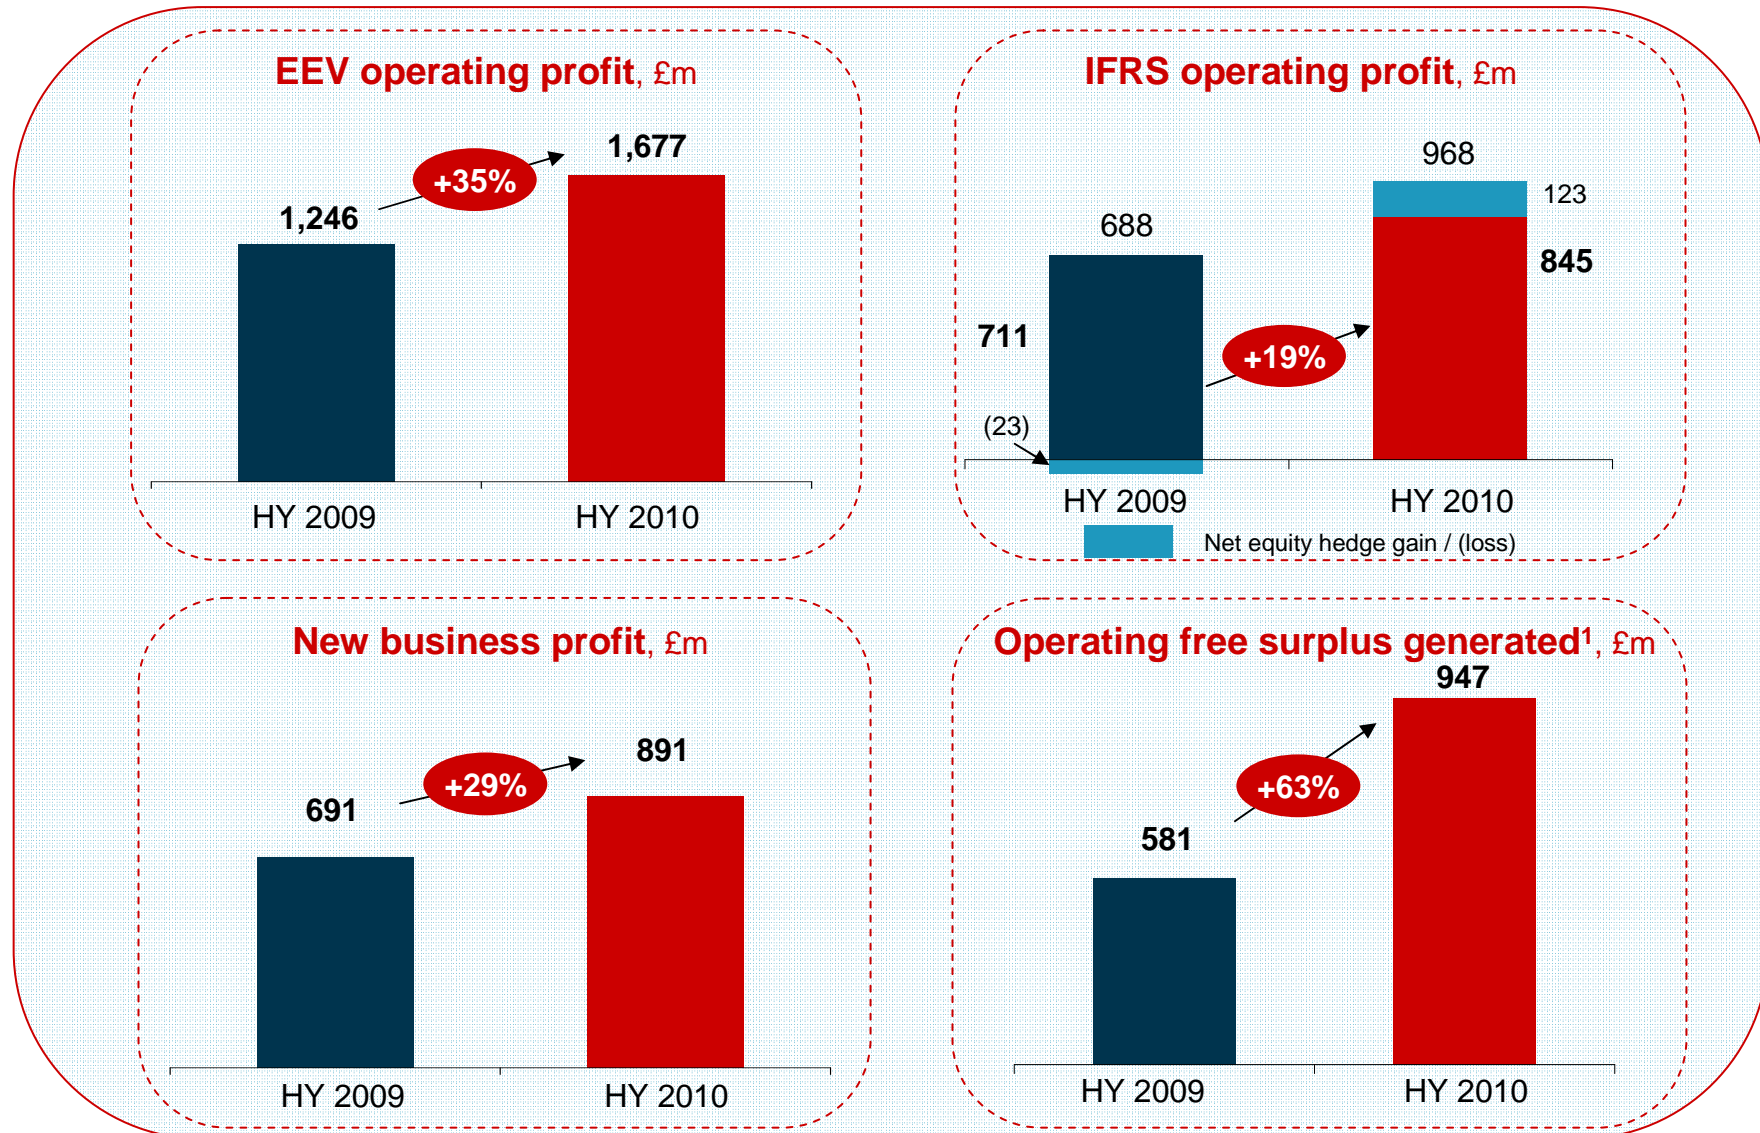 EEV operating profit, £m
1,677
+35%
1,246
HY 2009
HY 2010
IFRS operating profit, £m
968
123
688
845
711
+19%
(23)
HY 2009
HY 2010
Net equity hedge gain / (loss)
New business profit, £m
891
+29%
691
HY 2009
HY 2010
Operating free surplus generated¹, £m
947
+63%
581
HY 2009
HY 2010